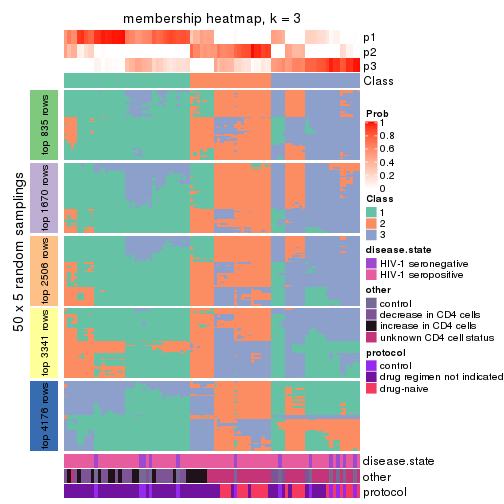 membership heatmap, k = 3
p1
p2
p3
Class
50 x 5 random samplings
top 835 rows
top 1670 rows
top 2506 rows
top 3341 rows
top 4176 rows
disease.state
other
protocol
Prob
1
0.8
0.6
0.4
0.2
0
Class
1
2
3
disease.state
HIV-1 seronegative
HIV-1 seropositive
other
control
decrease in CD4 cells
increase in CD4 cells
unknown CD4 cell status
protocol
control
drug regimen not indicated
drug-naive